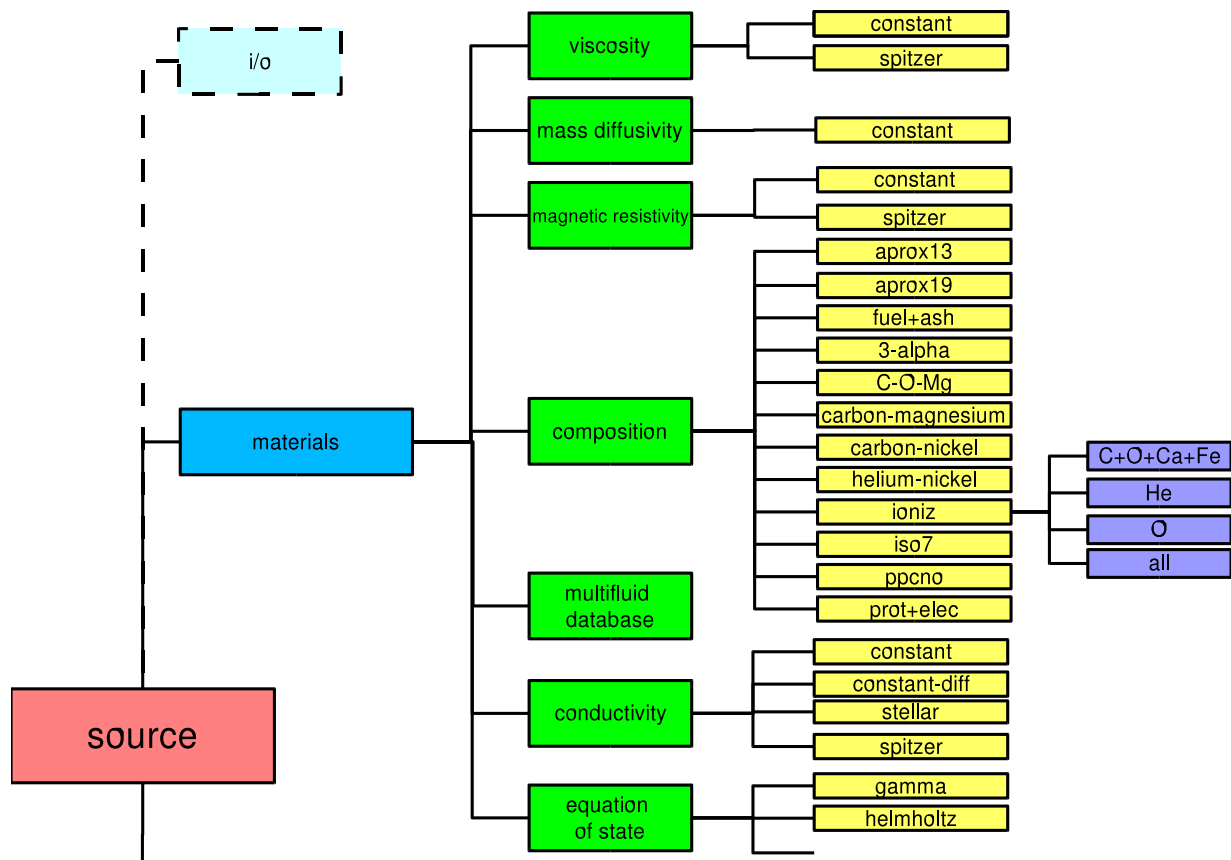 i/o
source
materials
viscosity
constant
spitzer
mass diffusivity
constant
magnetic resistivity
constant
spitzer
composition
aprox13
aprox19
fuel+ash
3-alpha
C-O-Mg
carbon-magnesium
carbon-nickel
helium-nickel
ioniz
C+O+Ca+Fe
He
O
all
iso7
ppcno
prot+elec
multifluid
database
conductivity
constant
constant-diff
stellar
spitzer
equation
of state
gamma
helmholtz